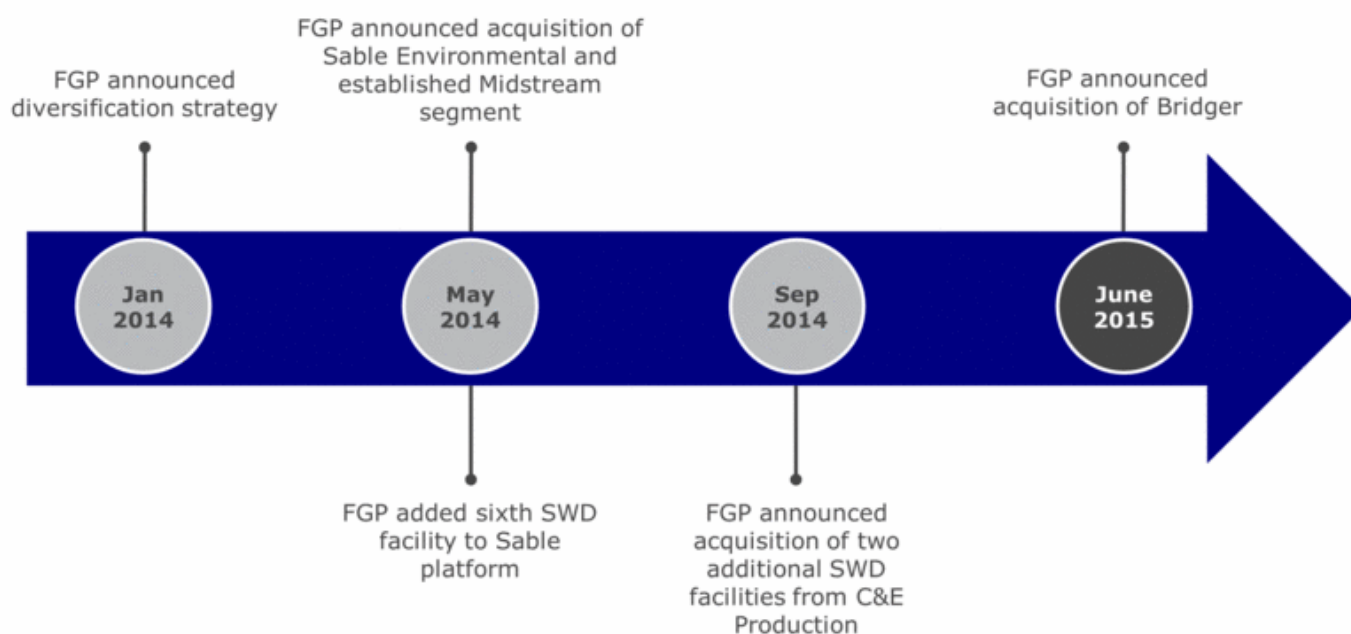 FGP announced
diversification strategy
FGP announced acquisition of
Sable Environmental and
established Midstream
segment
FGP announced
acquisition of Bridger
Jan
2014
May
2014
Sep
2014
June
2015
FGP added sixth SWD
facility to Sable
platform
FGP announced
acquisition of two
additional SWD
facilities from C&E
Production